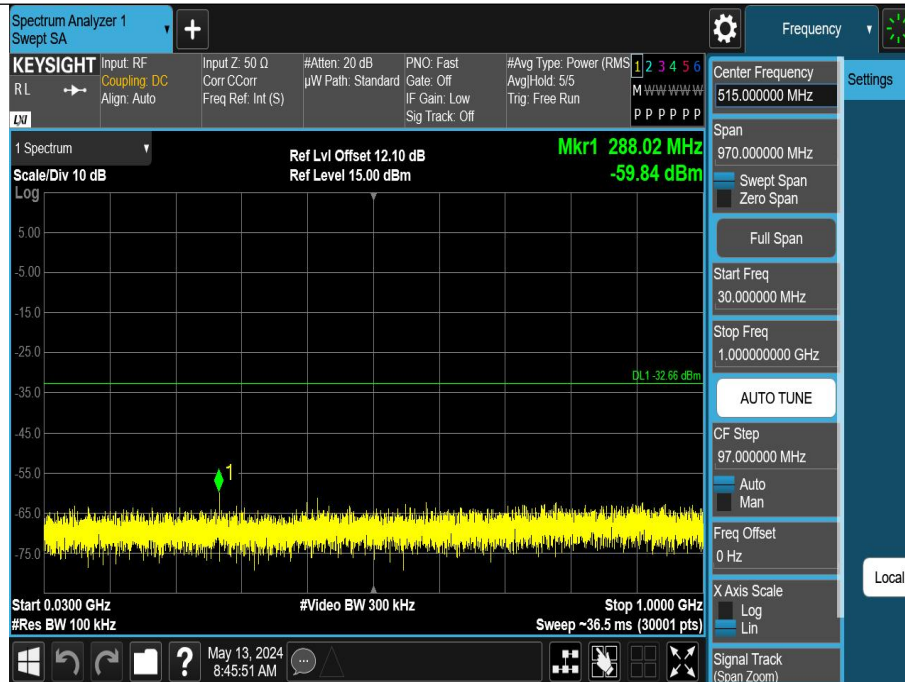 Spectrum Analyzer 1
Swept SA
+
Frequency
KEYSIGHT
RL
LXI
Input: RF
Coupling: DC
Align: Auto
Input Z: 50 Ω
Corr CCorr
Freq Ref: Int (S)
#Atten: 20 dB
µW Path: Standard
PNO: Fast
Gate: Off
IF Gain: Low
Sig Track: Off
#Avg Type: Power (RMS
Avg|Hold: 5/5
Trig: Free Run
1 2 3 4 5 6
M W W W W W
P P P P P P
1 Spectrum
Scale/Div 10 dB
Log
Ref Lvl Offset 12.10 dB
Ref Level 15.00 dBm
Mkr1 288.02 MHz
-59.84 dBm
5.00
-5.00
-15.0
-25.0
DL1 -32.66 dBm
-35.0
-45.0
-55.0
1
-65.0
-75.0
Start 0.0300 GHz
#Res BW 100 kHz
#Video BW 300 kHz
Stop 1.0000 GHz
Sweep ~36.5 ms (30001 pts)
?
May 13, 2024
8:45:51 AM
Center Frequency
515.000000 MHz
Settings
Span
970.000000 MHz
Swept Span
Zero Span
Full Span
Start Freq
30.000000 MHz
Stop Freq
1.000000000 GHz
AUTO TUNE
CF Step
97.000000 MHz
Auto
Man
Freq Offset
0 Hz
Local
X Axis Scale
Log
Lin
Signal Track
(Span Zoom)